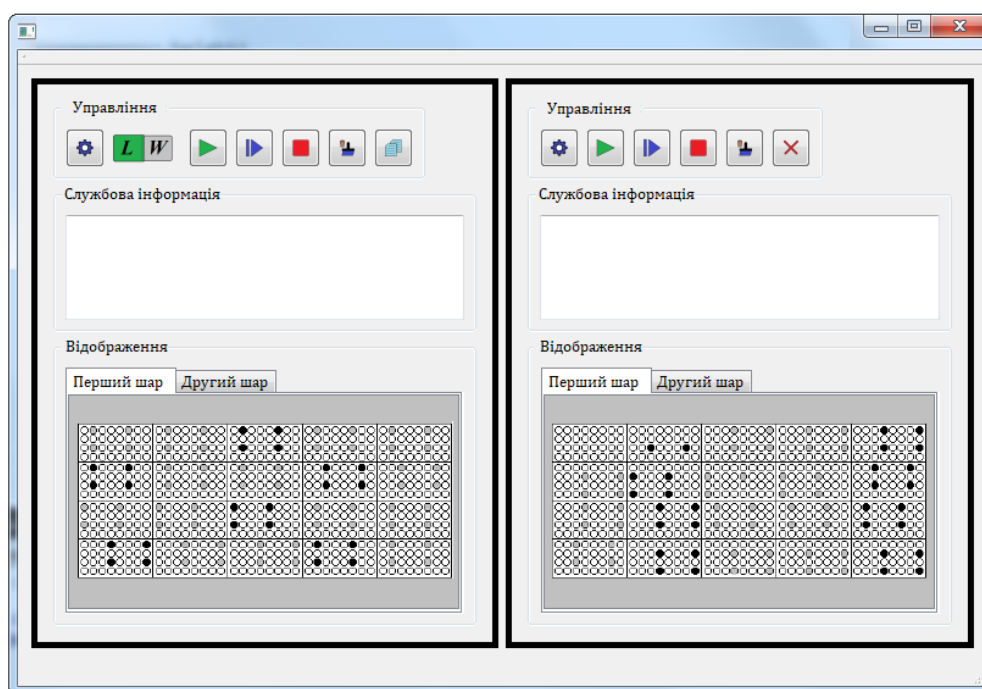 Управління
L W
Службова інформація
Відображення
Перший шар Другий шар
Управління
Службова інформація
Відображення
Перший шар Другий шар